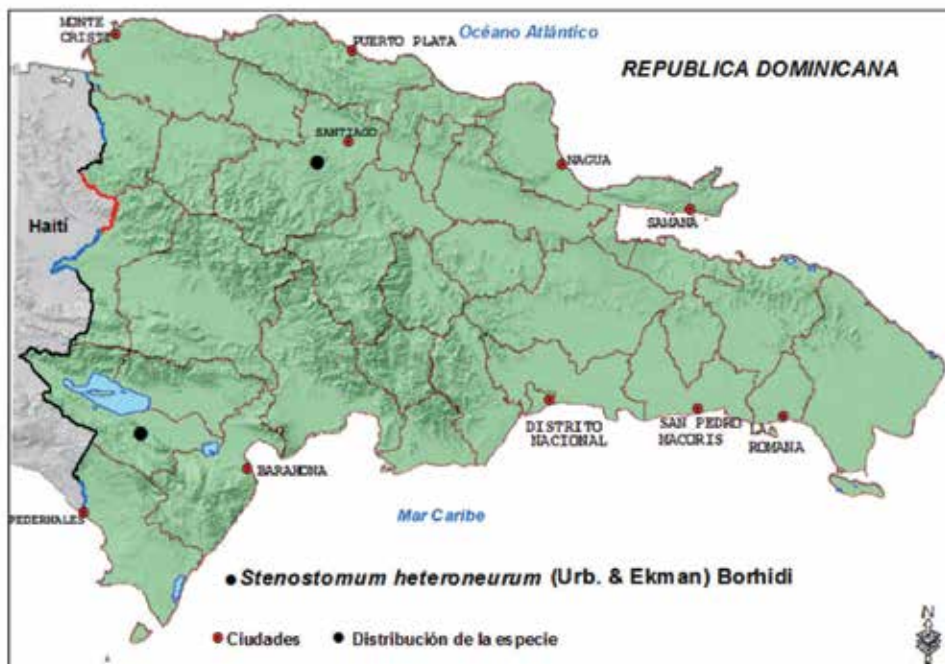 MONTE
CRISTI
PUERTO PLATA
Océano Atlántico
REPUBLICA DOMINICANA
SANTIAGO
NAGUA
SAMANA
Haití
DISTRITO
NACIONAL
SAN PEDRO
MACORIS
LA
ROMANA
BARAHONA
PEDERNALES
Mar Caribe
Stenostomum heteroneurum (Urb. & Ekman) Borhidi
Ciudades
Distribución de la especie
N